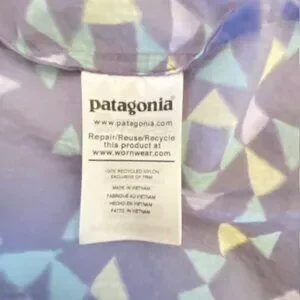 patagonia®
www.patagonia.com
Repair/Reuse/Recycle
this product at
www.wornwear.com
100% RECYCLED NYLON
EXCLUSIVE OF TRIM
MADE IN VIETNAM
FABRIQUÉ AU VIETNAM
HECHO EN VIETNAM
FATTO IN VIETNAM